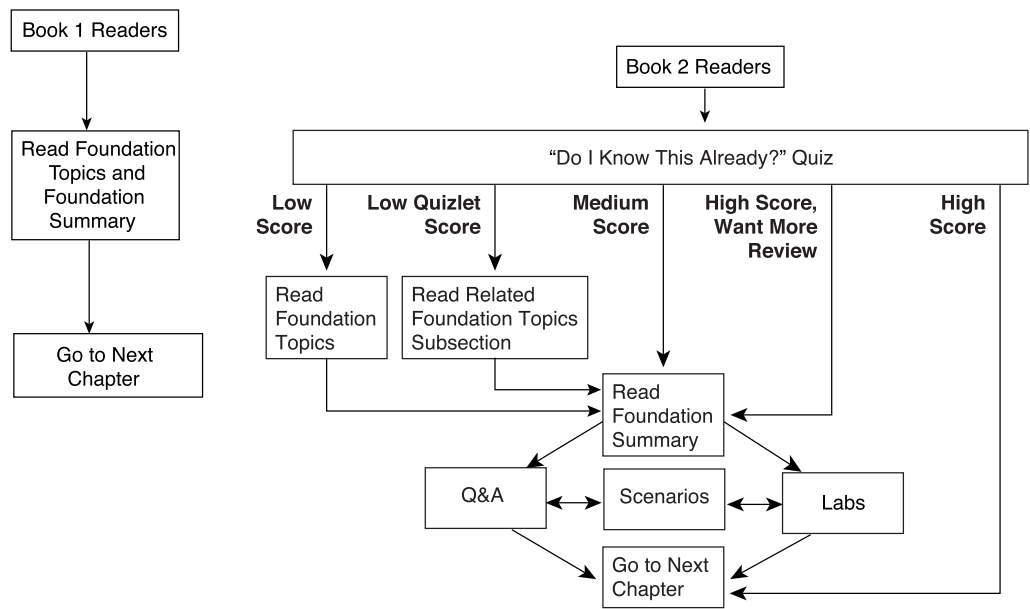 Book 1 Readers
Read Foundation
Topics and
Foundation
Summary
Go to Next
Chapter
Book 2 Readers
“Do I Know This Already?” Quiz
Low
Score
Low Quizlet
Score
Medium
Score
High Score,
Want More
Review
High
Score
Read
Foundation
Topics
Read Related
Foundation Topics
Subsection
Read
Foundation
Summary
Q&A
Scenarios
Labs
Go to Next
Chapter